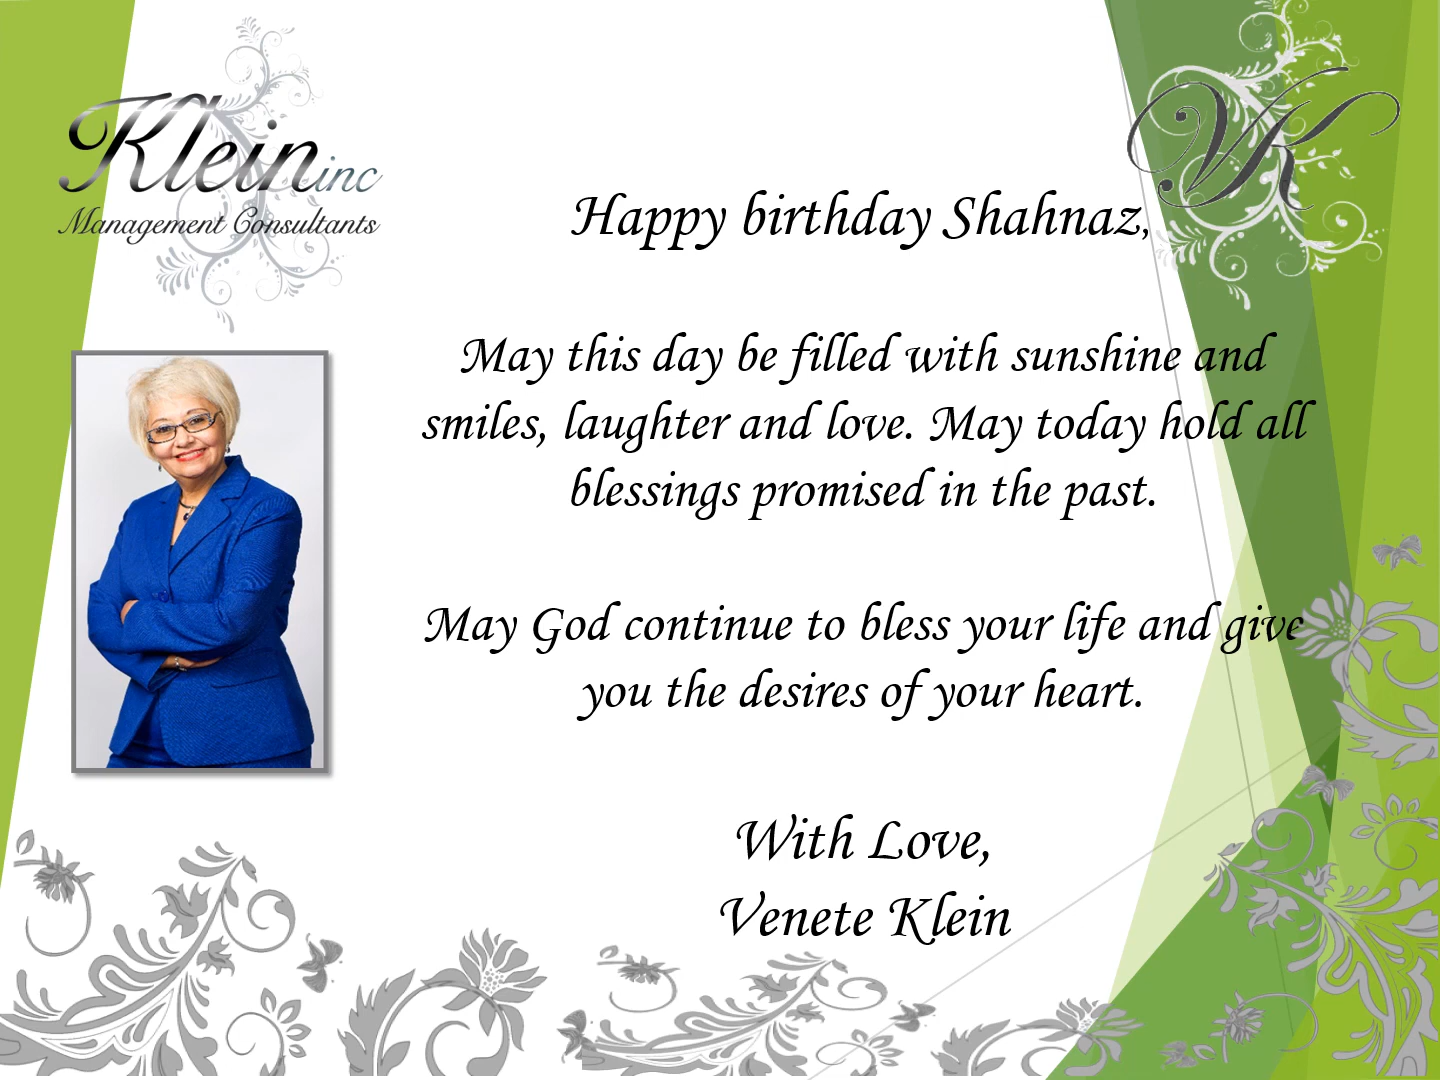 Klein inc
Management Consultants
VK
Happy birthday Shahnaz,
May this day be filled with sunshine and
smiles, laughter and love. May today hold all
blessings promised in the past.
May God continue to bless your life and give
you the desires of your heart.
With Love,
Venete Klein